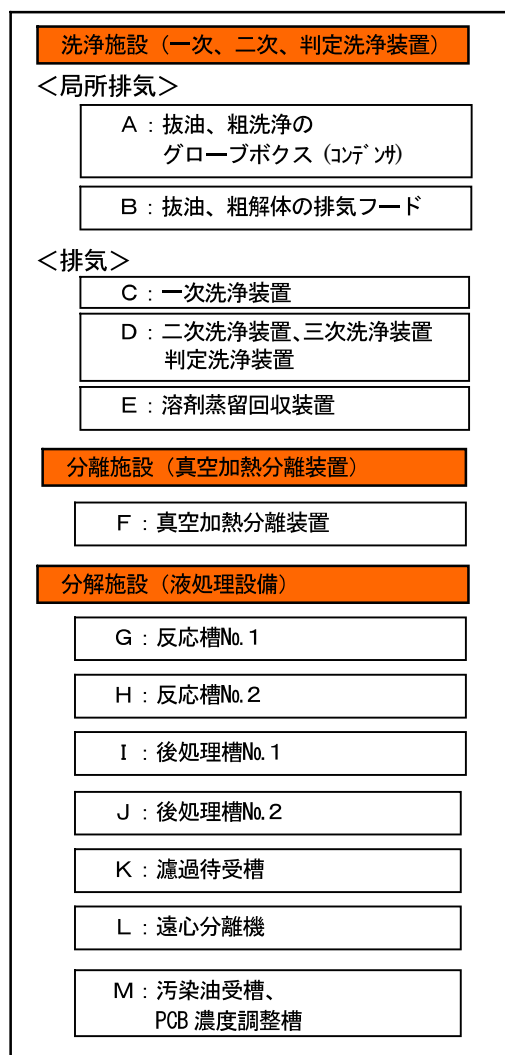 洗浄施設（一次、二次、判定洗浄装置）
＜局所排気＞
A：抜油、粗洗浄の
グローブボクス（ｺﾝﾃﾞﾝｻ）
B：抜油、粗解体の排気フード
＜排気＞
C：一次洗浄装置
D：二次洗浄装置、三次洗浄装置
判定洗浄装置
E：溶剤蒸留回収装置
分離施設（真空加熱分離装置）
F：真空加熱分離装置
分解施設（液処理設備）
G：反応槽№1
H：反応槽№2
I：後処理槽№1
J：後処理槽№2
K：濾過待受槽
L：遠心分離機
M：汚染油受槽、
PCB 濃度調整槽